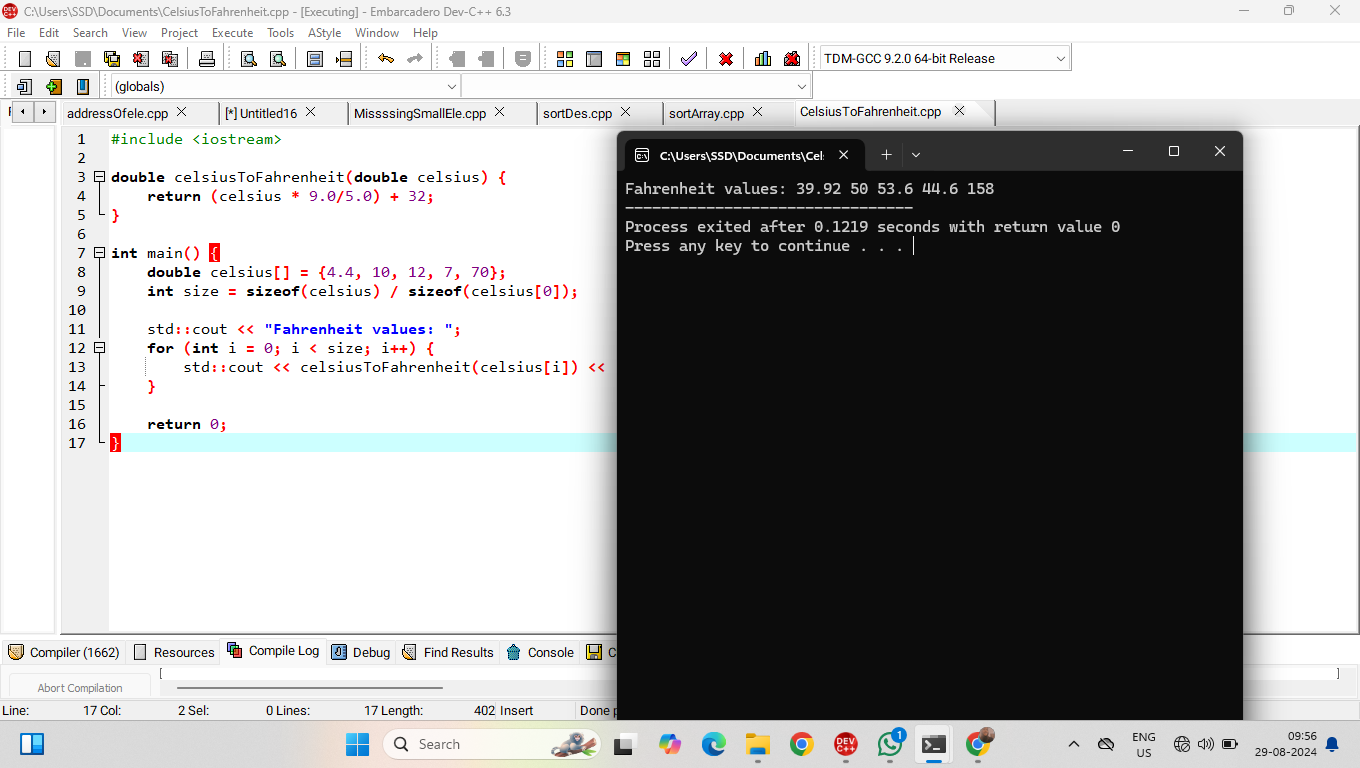 C:\Users\SSD\Documents\CelsiusToFahrenheit.cpp - [Executing] - Embarcadero Dev-C++ 6.3
File Edit Search View Project Execute Tools AStyle Window Help
TDM-GCC 9.2.0 64-bit Release
(globals)
addressOfele.cpp [*] Untitled16 MisssssingSmallEle.cpp sortDes.cpp sortArray.cpp CelsiusToFahrenheit.cpp
1 #include <iostream>
2
3 double celsiusToFahrenheit(double celsius) {
4 return (celsius * 9.0/5.0) + 32;
5 }
6
7 int main() {
8 double celsius[] = {4.4, 10, 12, 7, 70};
9 int size = sizeof(celsius) / sizeof(celsius[0]);
10
11 std::cout << "Fahrenheit values: ";
12 for (int i = 0; i < size; i++) {
13 std::cout << celsiusToFahrenheit(celsius[i]) <<
14 }
15
16 return 0;
17 }
C:\Users\SSD\Documents\Cel
Fahrenheit values: 39.92 50 53.6 44.6 158
--------------------------------
Process exited after 0.1219 seconds with return value 0
Press any key to continue . . .
Compiler (1662) Resources Compile Log Debug Find Results Console C
Abort Compilation
Line: 17 Col: 2 Sel: 0 Lines: 17 Length: 402 Insert Done
Search
DEV C++
1
ENG
US
09:56
29-08-2024